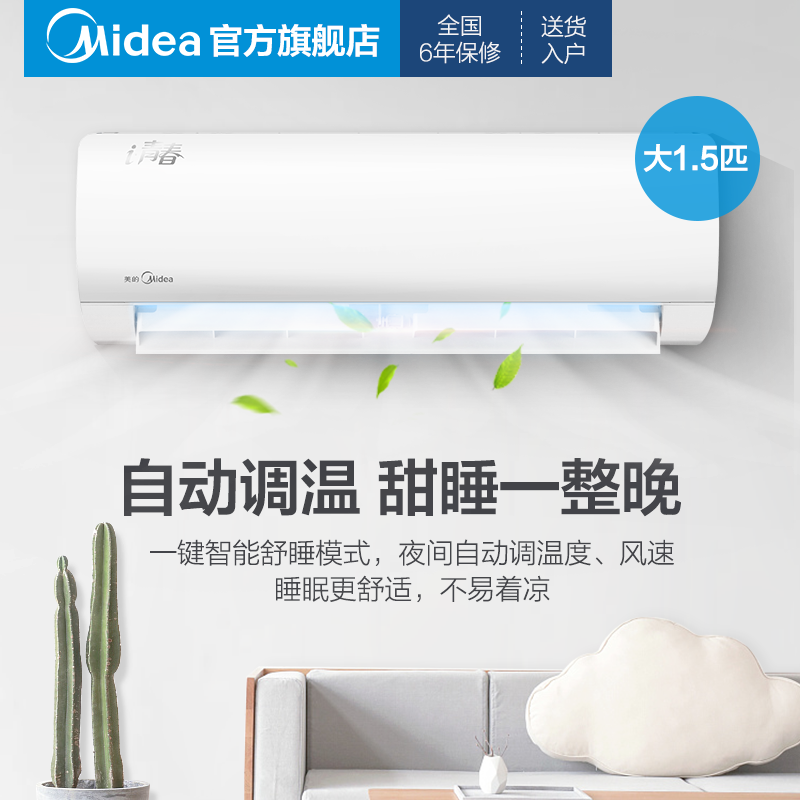 Midea 官方旗舰店
全国
6年保修
送货
入户
i青春
大1.5匹
美的 Midea
自动调温 甜睡一整晚
一键智能舒睡模式，夜间自动调温度、风速
睡眠更舒适，不易着凉